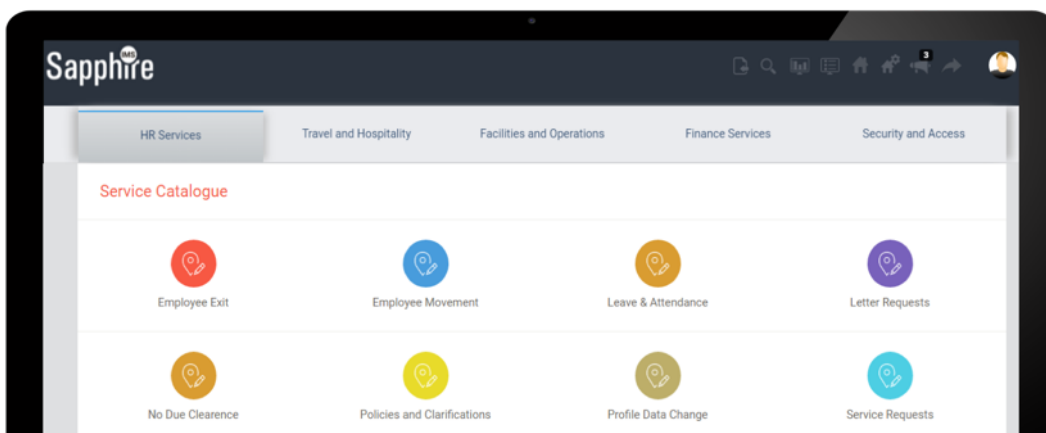 Sapphire IMS
3
HR Services Travel and Hospitality Facilities and Operations Finance Services Security and Access
Service Catalogue
Employee Exit Employee Movement Leave & Attendance Letter Requests
No Due Clearence Policies and Clarifications Profile Data Change Service Requests